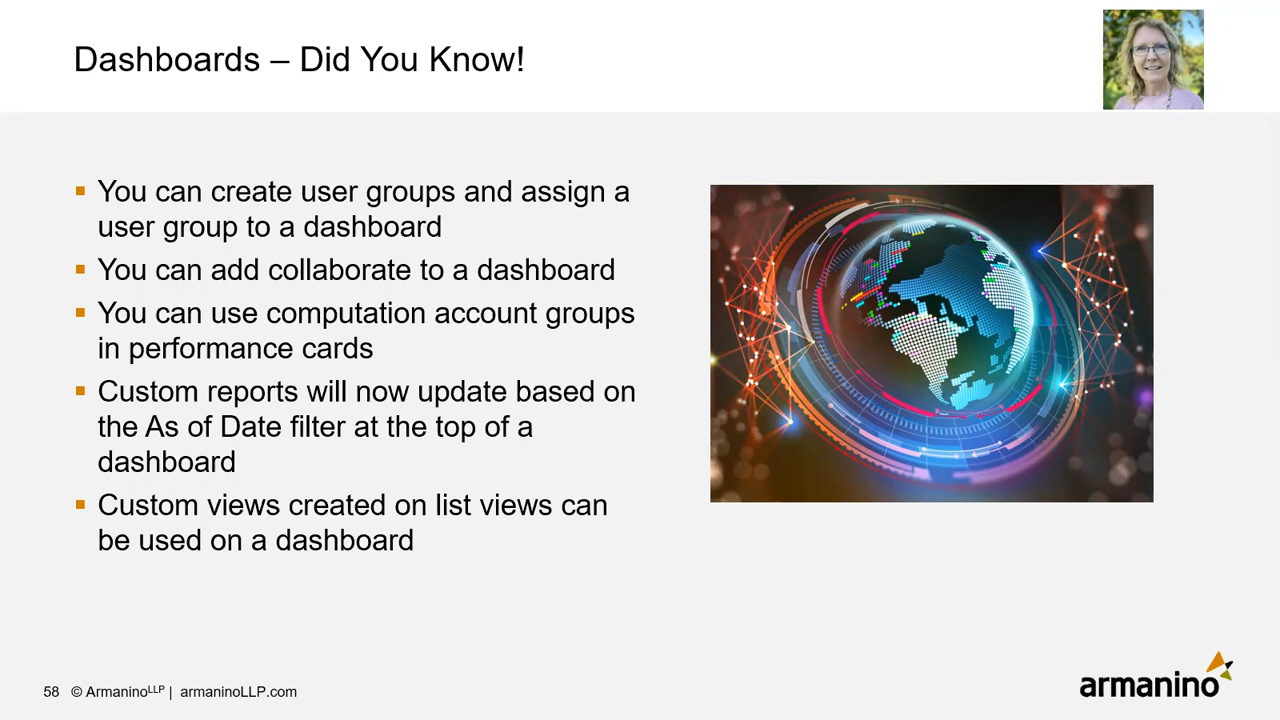 Dashboards – Did You Know!
You can create user groups and assign a
user group to a dashboard
You can add collaborate to a dashboard
You can use computation account groups
in performance cards
Custom reports will now update based on
the As of Date filter at the top of a
dashboard
Custom views created on list views can
be used on a dashboard
58 © ArmaninoLLP | armaninoLLP.com
armanino